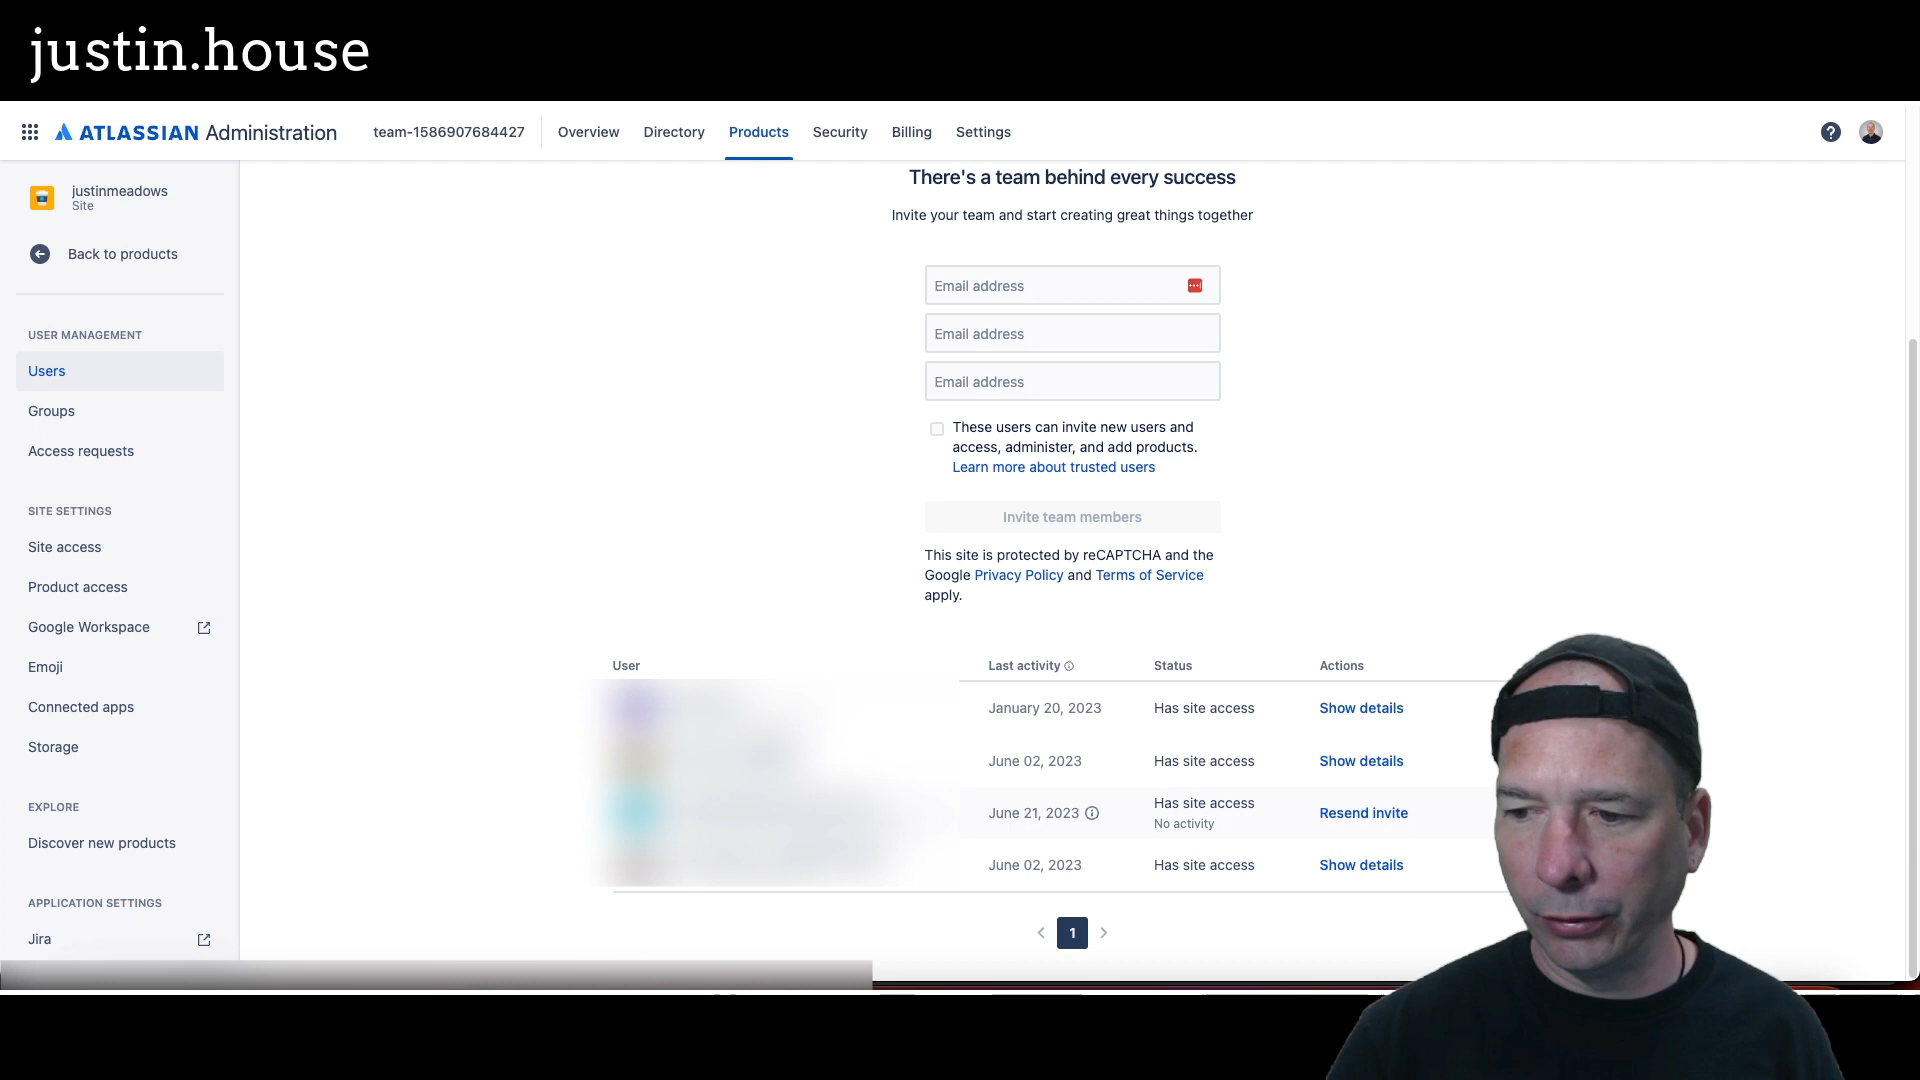 justin.house
ATLASSIAN Administration
team-1586907684427
Overview
Directory
Products
Security
Billing
Settings
justinmeadows
Site
Back to products
USER MANAGEMENT
Users
Groups
Access requests
SITE SETTINGS
Site access
Product access
Google Workspace
Emoji
Connected apps
Storage
EXPLORE
Discover new products
APPLICATION SETTINGS
Jira
There's a team behind every success
Invite your team and start creating great things together
Email address
Email address
Email address
These users can invite new users and
access, administer, and add products.
Learn more about trusted users
Invite team members
This site is protected by reCAPTCHA and the
Google Privacy Policy and Terms of Service
apply.
User Last activity Status Actions
January 20, 2023 Has site access Show details
June 02, 2023 Has site access Show details
June 21, 2023 Has site access Resend invite
No activity
June 02, 2023 Has site access Show details
1